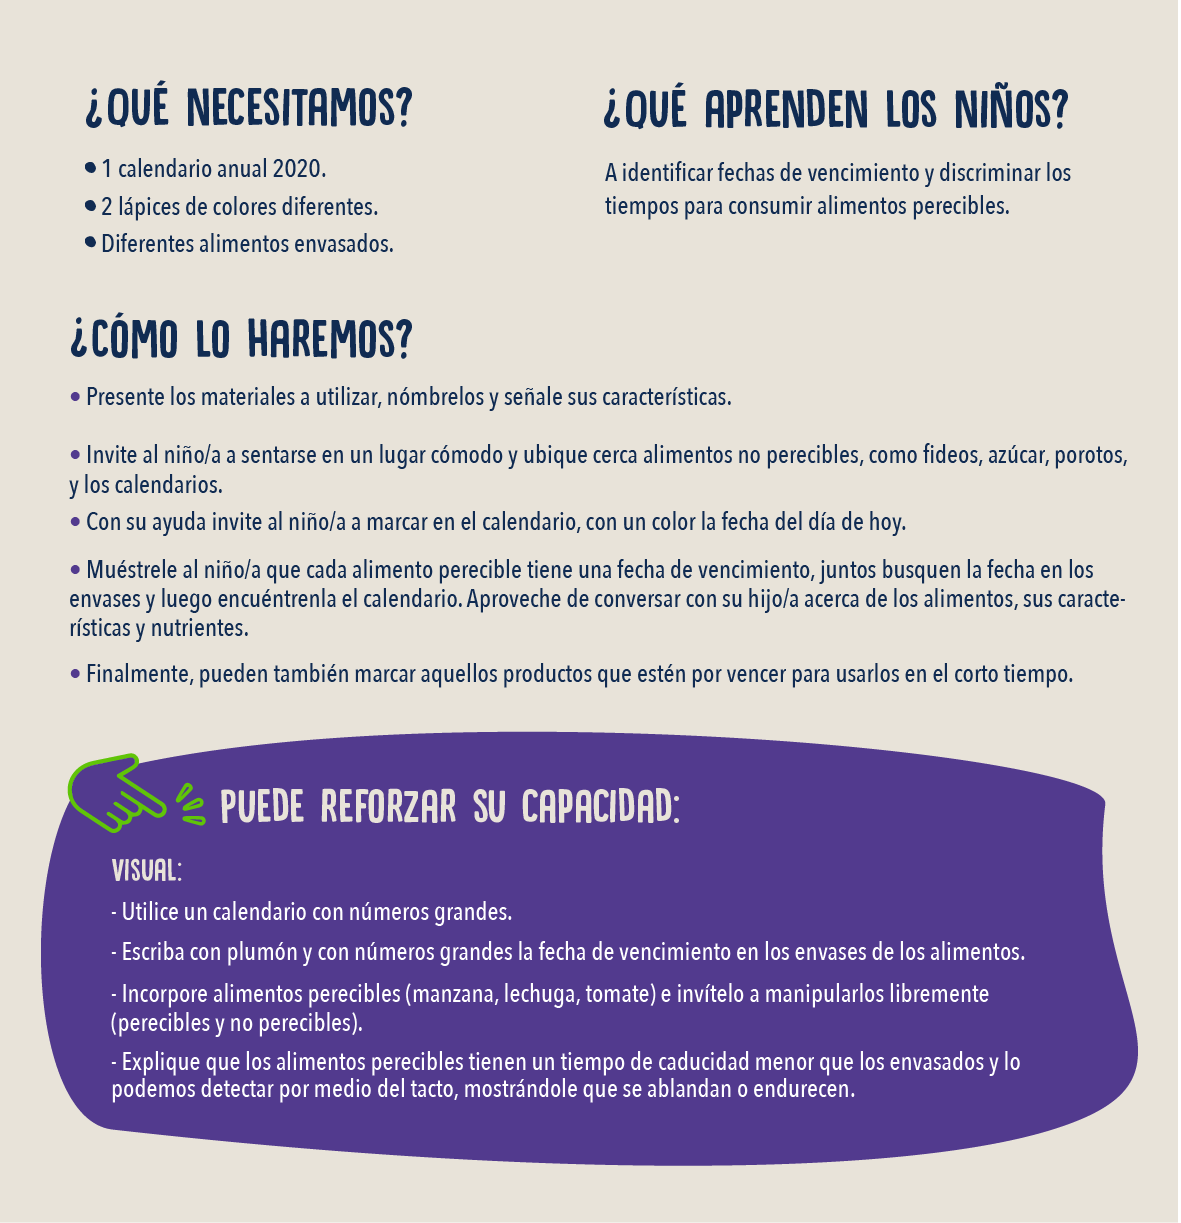 ¿QUÉ NECESITAMOS?
• 1 calendario anual 2020.
• 2 lápices de colores diferentes.
• Diferentes alimentos envasados.
¿QUÉ APRENDEN LOS NIÑOS?
A identificar fechas de vencimiento y discriminar los
tiempos para consumir alimentos perecibles.
¿CÓMO LO HAREMOS?
• Presente los materiales a utilizar, nómbrelos y señale sus características.
• Invite al niño/a a sentarse en un lugar cómodo y ubique cerca alimentos no perecibles, como fideos, azúcar, porotos,
y los calendarios.
• Con su ayuda invite al niño/a a marcar en el calendario, con un color la fecha del día de hoy.
• Muéstrele al niño/a que cada alimento perecible tiene una fecha de vencimiento, juntos busquen la fecha en los
envases y luego encuéntrenla el calendario. Aproveche de conversar con su hijo/a acerca de los alimentos, sus caracte-
rísticas y nutrientes.
• Finalmente, pueden también marcar aquellos productos que estén por vencer para usarlos en el corto tiempo.
PUEDE REFORZAR SU CAPACIDAD:
VISUAL:
- Utilice un calendario con números grandes.
- Escriba con plumón y con números grandes la fecha de vencimiento en los envases de los alimentos.
- Incorpore alimentos perecibles (manzana, lechuga, tomate) e invítelo a manipularlos libremente
(perecibles y no perecibles).
- Explique que los alimentos perecibles tienen un tiempo de caducidad menor que los envasados y lo
podemos detectar por medio del tacto, mostrándole que se ablandan o endurecen.